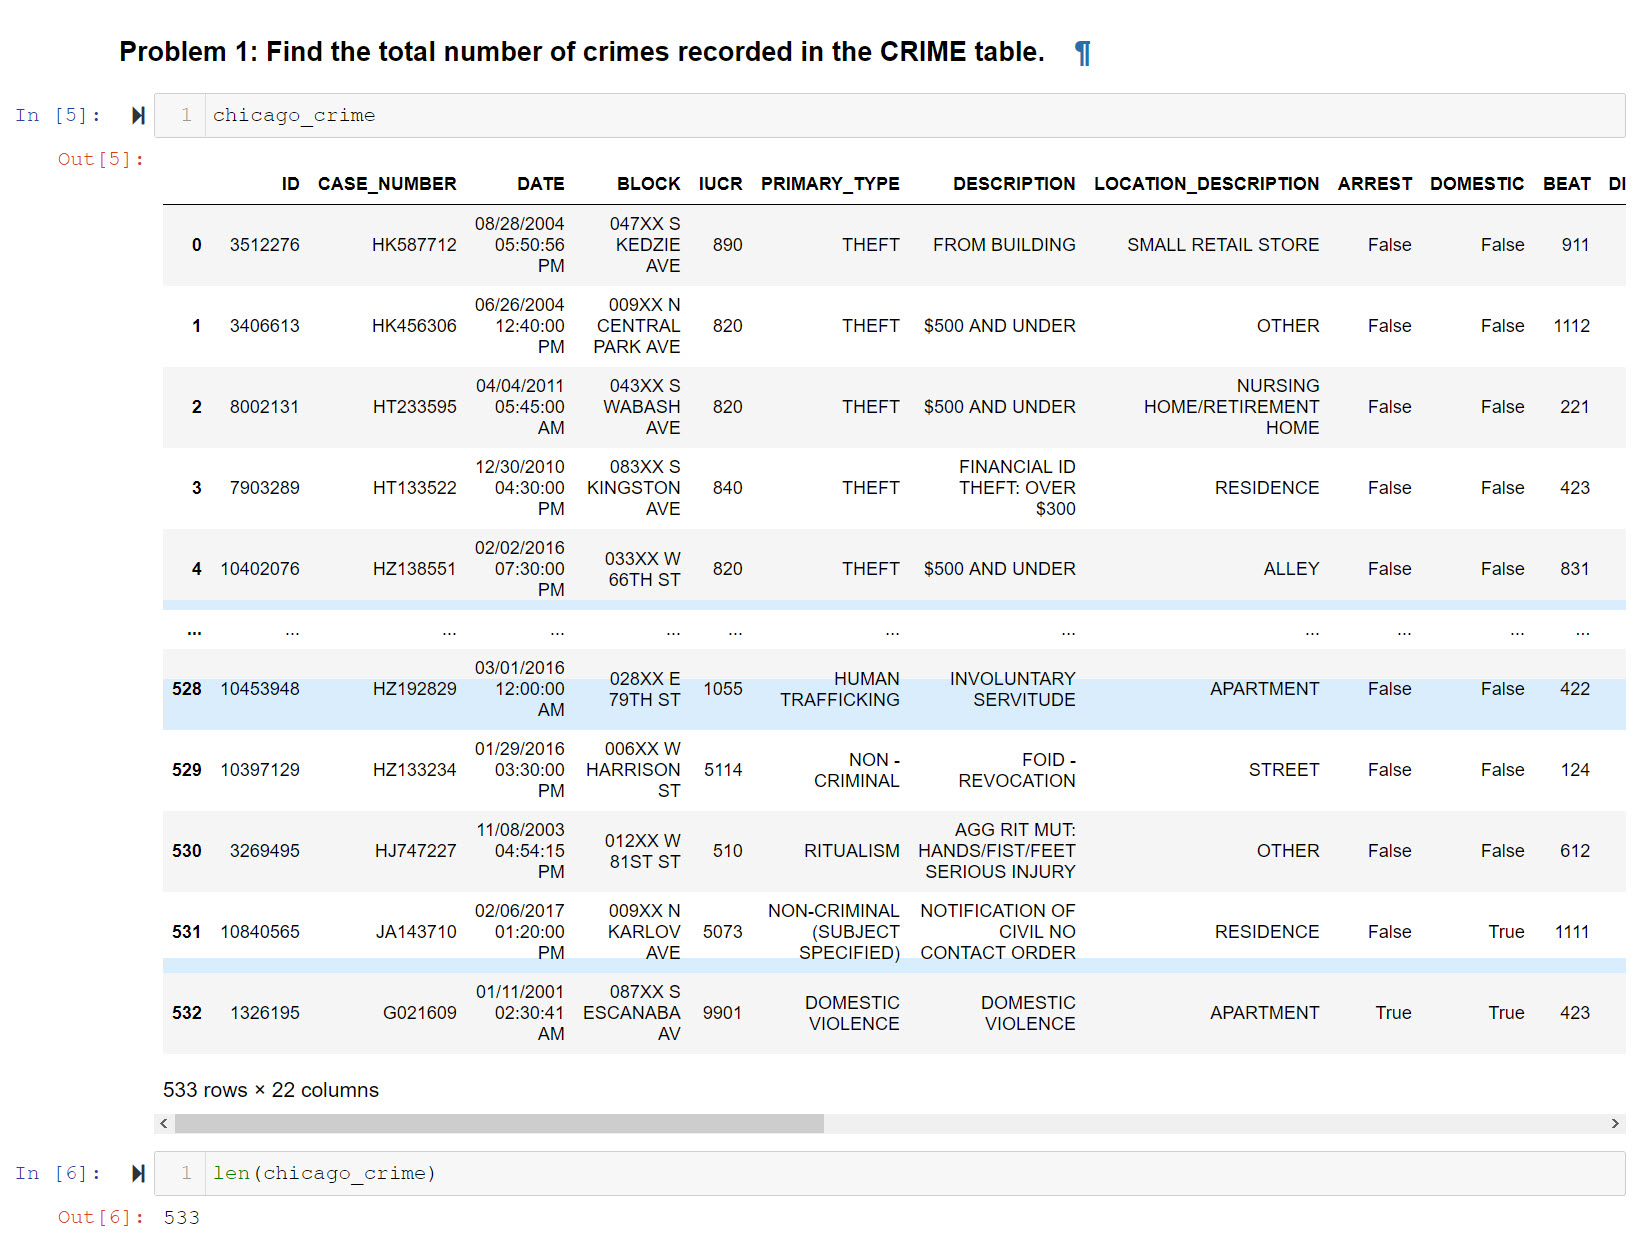 Problem 1: Find the total number of crimes recorded in the CRIME table. ¶
In [5]: 1 chicago_crime
Out[5]:
ID CASE_NUMBER DATE BLOCK IUCR PRIMARY_TYPE DESCRIPTION LOCATION_DESCRIPTION ARREST DOMESTIC BEAT DI
0 3512276 HK587712 08/28/2004 05:50:56 PM 047XX S KEDZIE AVE 890 THEFT FROM BUILDING SMALL RETAIL STORE False False 911
1 3406613 HK456306 06/26/2004 12:40:00 PM 009XX N CENTRAL PARK AVE 820 THEFT $500 AND UNDER OTHER False False 1112
2 8002131 HT233595 04/04/2011 05:45:00 AM 043XX S WABASH AVE 820 THEFT $500 AND UNDER NURSING HOME/RETIREMENT HOME False False 221
3 7903289 HT133522 12/30/2010 04:30:00 PM 083XX S KINGSTON AVE 840 THEFT FINANCIAL ID THEFT: OVER $300 RESIDENCE False False 423
4 10402076 HZ138551 02/02/2016 07:30:00 PM 033XX W 66TH ST 820 THEFT $500 AND UNDER ALLEY False False 831
... ... ... ... ... ... ... ... ... ... ... ...
528 10453948 HZ192829 03/01/2016 12:00:00 AM 028XX E 79TH ST 1055 HUMAN TRAFFICKING INVOLUNTARY SERVITUDE APARTMENT False False 422
529 10397129 HZ133234 01/29/2016 03:30:00 PM 006XX W HARRISON ST 5114 NON - CRIMINAL FOID - REVOCATION STREET False False 124
530 3269495 HJ747227 11/08/2003 04:54:15 PM 012XX W 81ST ST 510 RITUALISM AGG RIT MUT: HANDS/FIST/FEET SERIOUS INJURY OTHER False False 612
531 10840565 JA143710 02/06/2017 01:20:00 PM 009XX N KARLOV AVE 5073 NON-CRIMINAL (SUBJECT SPECIFIED) NOTIFICATION OF CIVIL NO CONTACT ORDER RESIDENCE False True 1111
532 1326195 G021609 01/11/2001 02:30:41 AM 087XX S ESCANABA AV 9901 DOMESTIC VIOLENCE DOMESTIC VIOLENCE APARTMENT True True 423
533 rows × 22 columns
In [6]: 1 len(chicago_crime)
Out[6]: 533